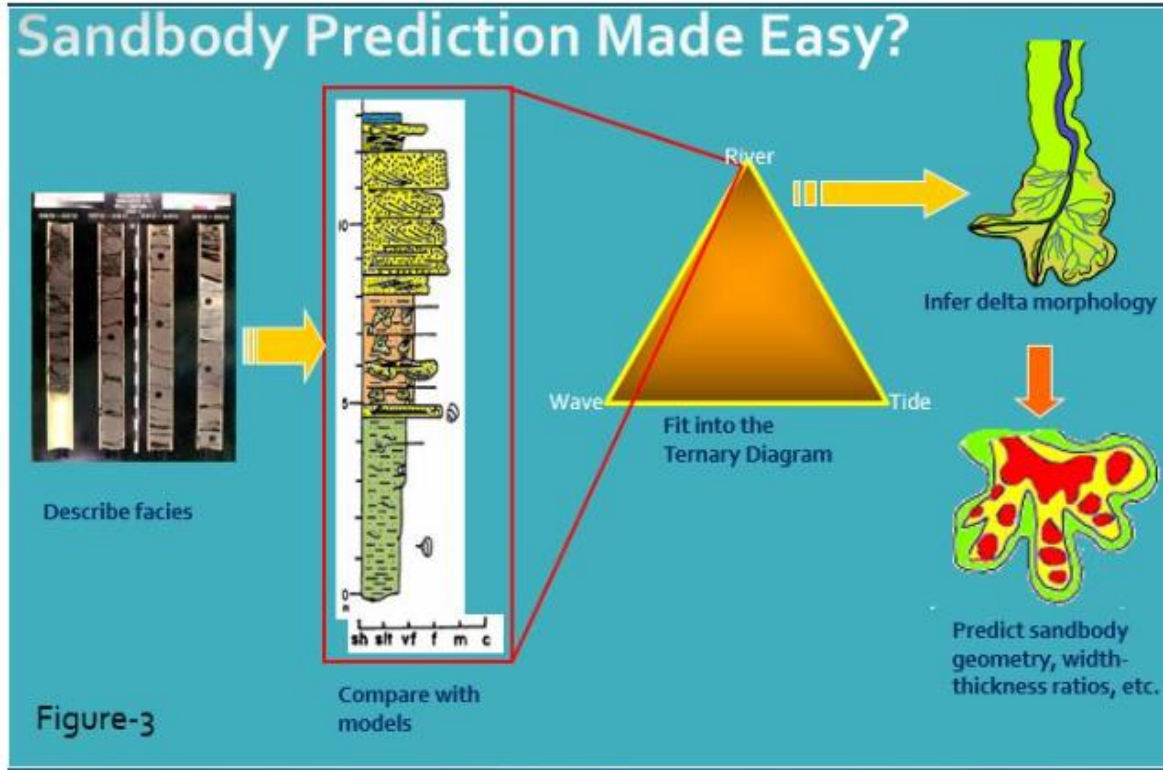 Sandbody Prediction Made Easy?
Describe facies
10
5
0
m
sh slt vf f m c
Compare with
models
River
Wave
Tide
Fit into the
Ternary Diagram
Infer delta morphology
Predict sandbody
geometry, width-
thickness ratios, etc.
Figure-3